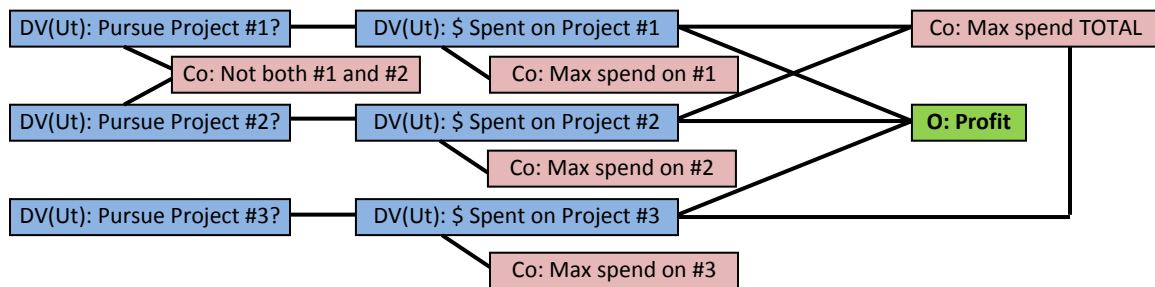 DV(Ut): Pursue Project #1?
DV(Ut): $ Spent on Project #1
Co: Max spend TOTAL
Co: Not both #1 and #2
Co: Max spend on #1
DV(Ut): Pursue Project #2?
DV(Ut): $ Spent on Project #2
O: Profit
Co: Max spend on #2
DV(Ut): Pursue Project #3?
DV(Ut): $ Spent on Project #3
Co: Max spend on #3